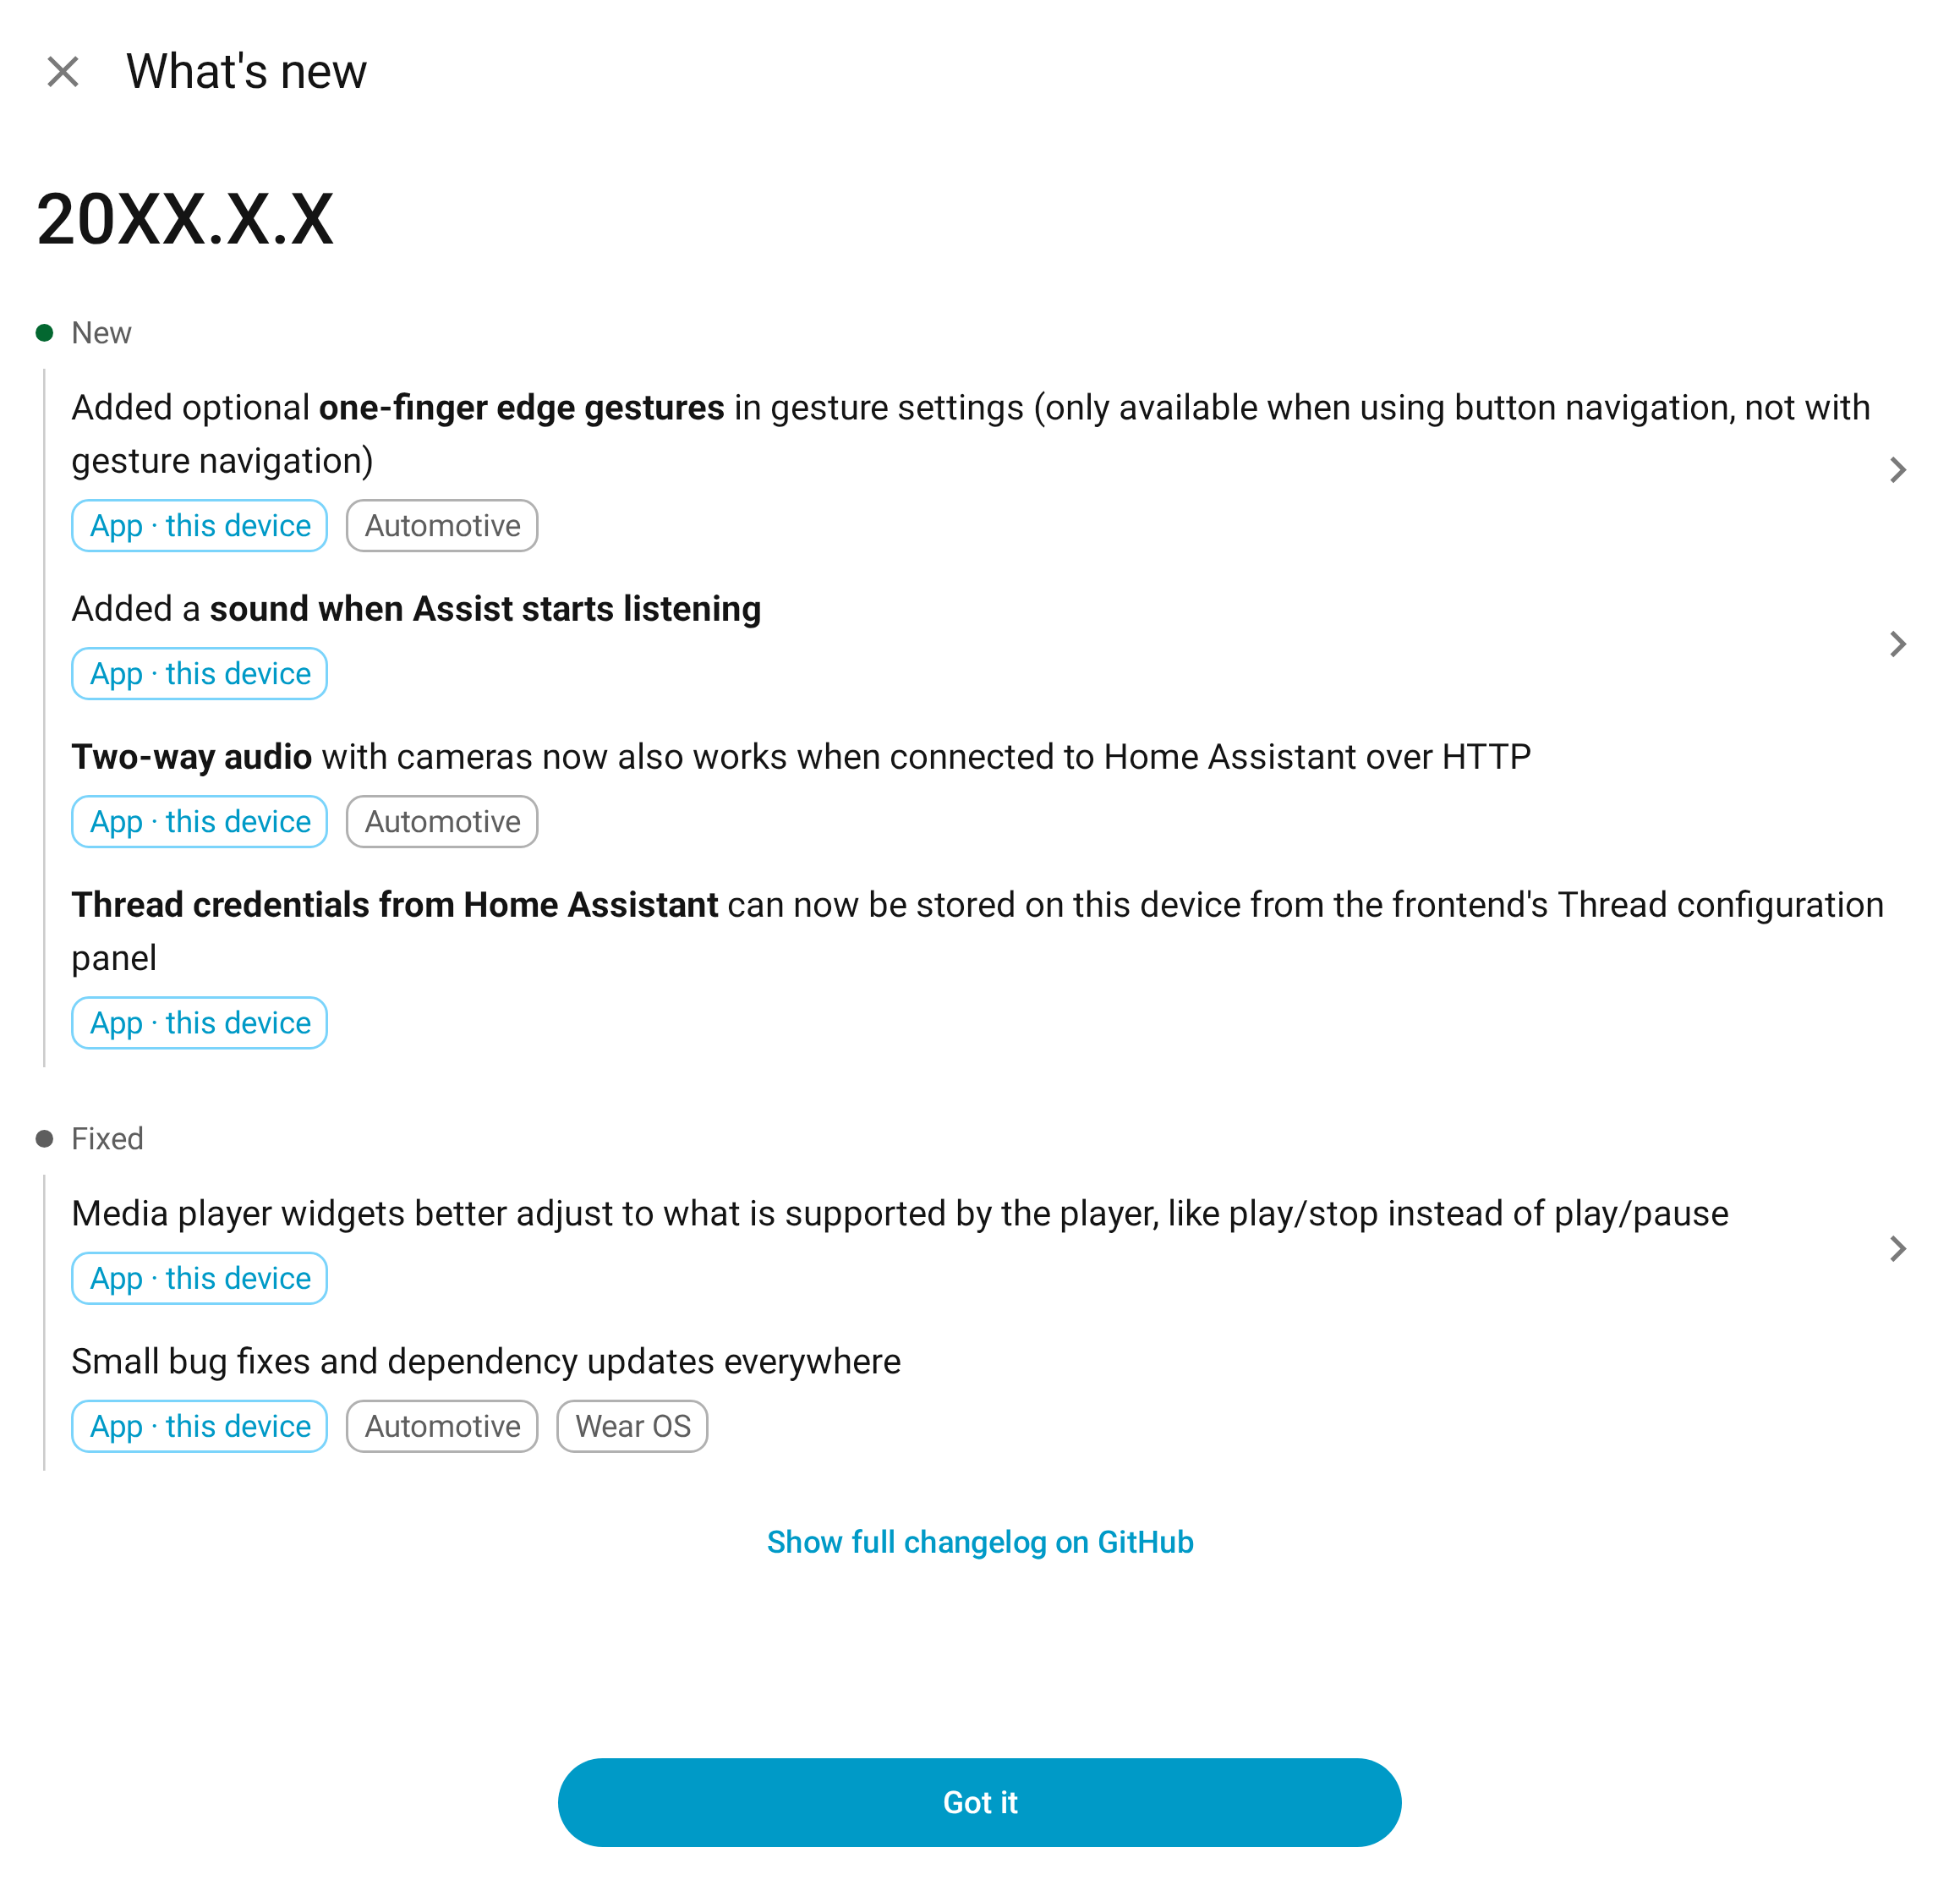 What's new
20XX.X.X
New
Added optional one-finger edge gestures in gesture settings (only available when using button navigation, not with
gesture navigation)
App · this device Automotive
Added a sound when Assist starts listening
App · this device
Two-way audio with cameras now also works when connected to Home Assistant over HTTP
App · this device Automotive
Thread credentials from Home Assistant can now be stored on this device from the frontend's Thread configuration
panel
App · this device
Fixed
Media player widgets better adjust to what is supported by the player, like play/stop instead of play/pause
App · this device
Small bug fixes and dependency updates everywhere
App · this device Automotive Wear OS
Show full changelog on GitHub
Got it